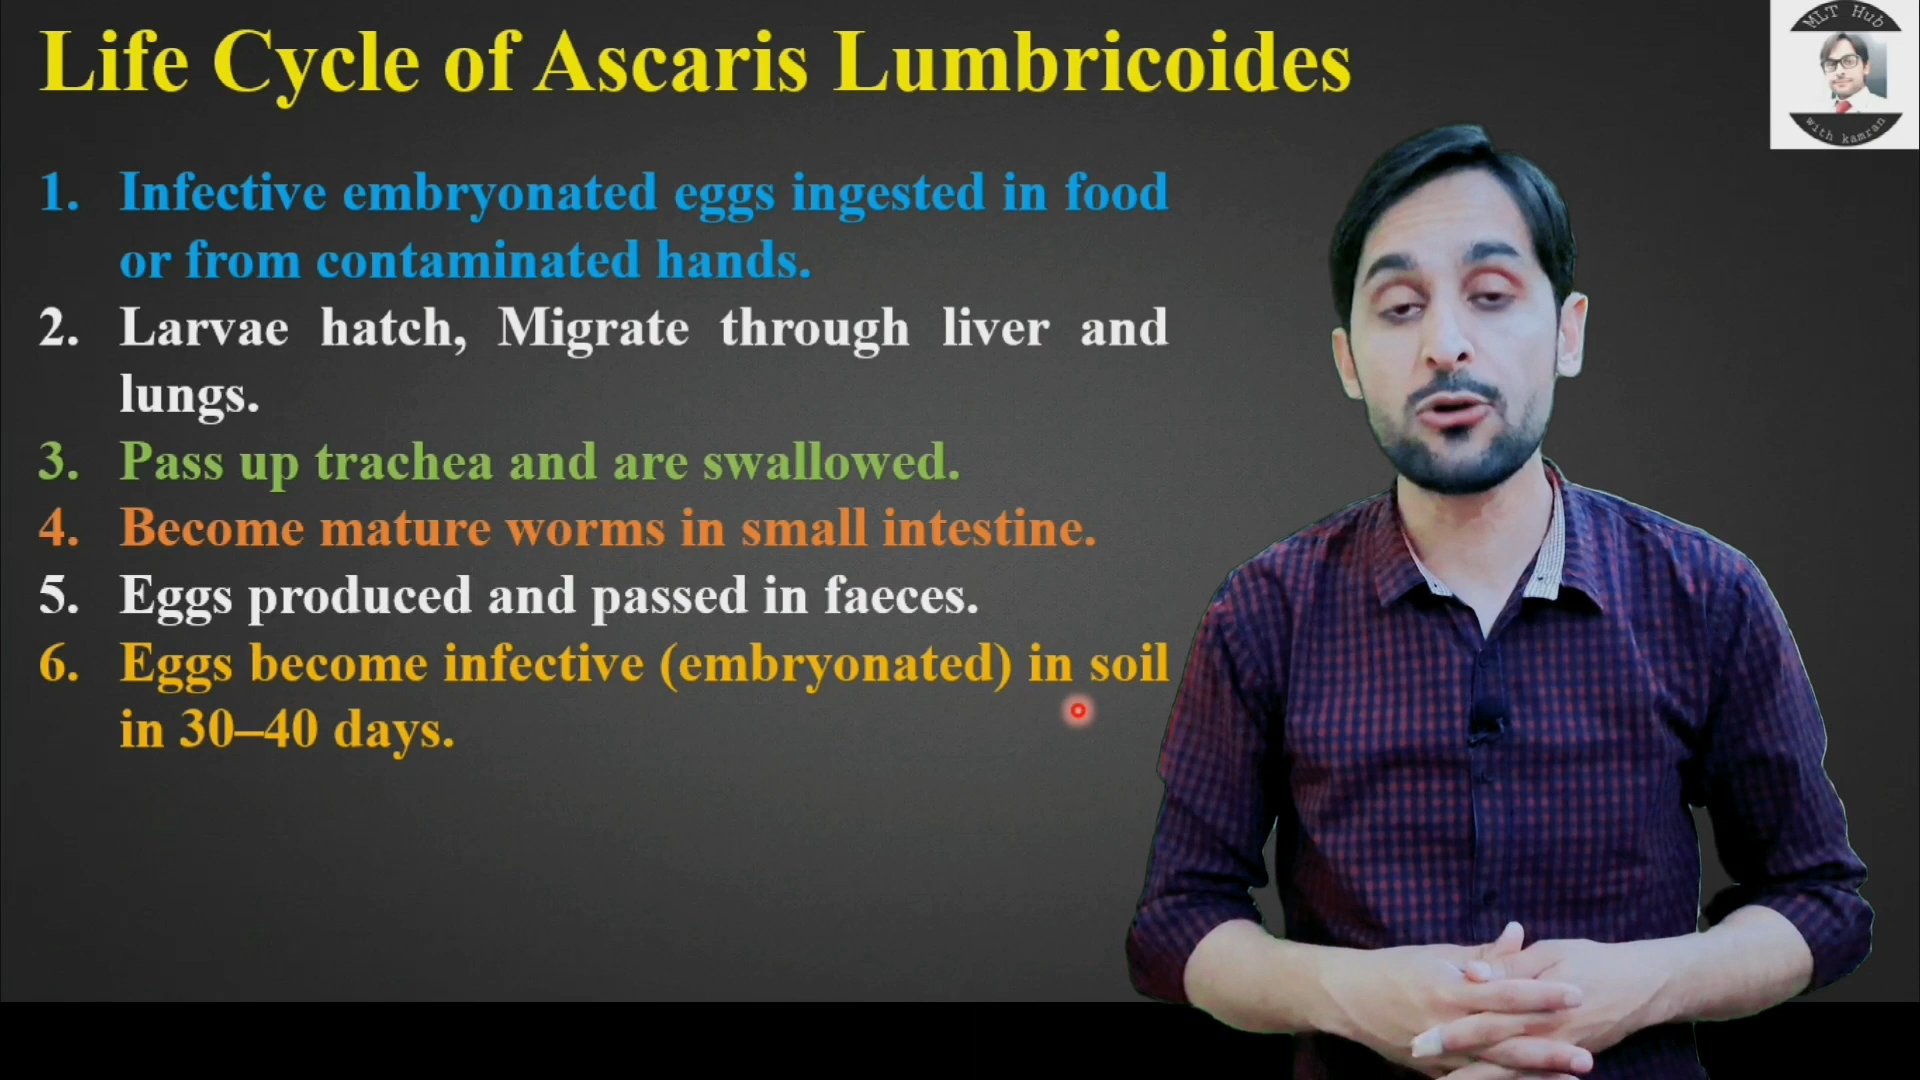 Life Cycle of Ascaris Lumbricoides
MLT Hub
with kamran
1. Infective embryonated eggs ingested in food
or from contaminated hands.
2. Larvae hatch, Migrate through liver and
lungs.
3. Pass up trachea and are swallowed.
4. Become mature worms in small intestine.
5. Eggs produced and passed in faeces.
6. Eggs become infective (embryonated) in soil
in 30–40 days.